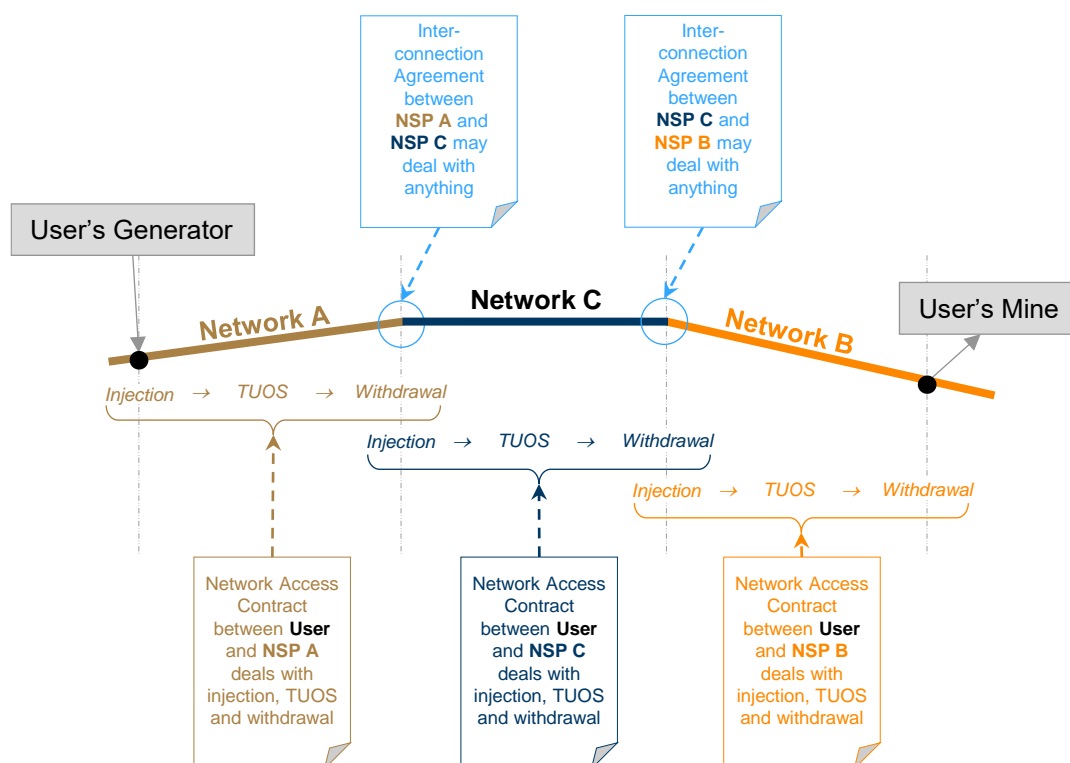 Inter-
connection
Agreement
between
NSP A and
NSP C may
deal with
anything
Inter-
connection
Agreement
between
NSP C and
NSP B may
deal with
anything
User's Generator
Network A
Network C
Network B
User's Mine
Injection → TUOS → Withdrawal
Injection → TUOS → Withdrawal
Injection → TUOS → Withdrawal
Network Access
Contract
between User
and NSP A
deals with
injection, TUOS
and withdrawal
Network Access
Contract
between User
and NSP C
deals with
injection, TUOS
and withdrawal
Network Access
Contract
between User
and NSP B
deals with
injection, TUOS
and withdrawal